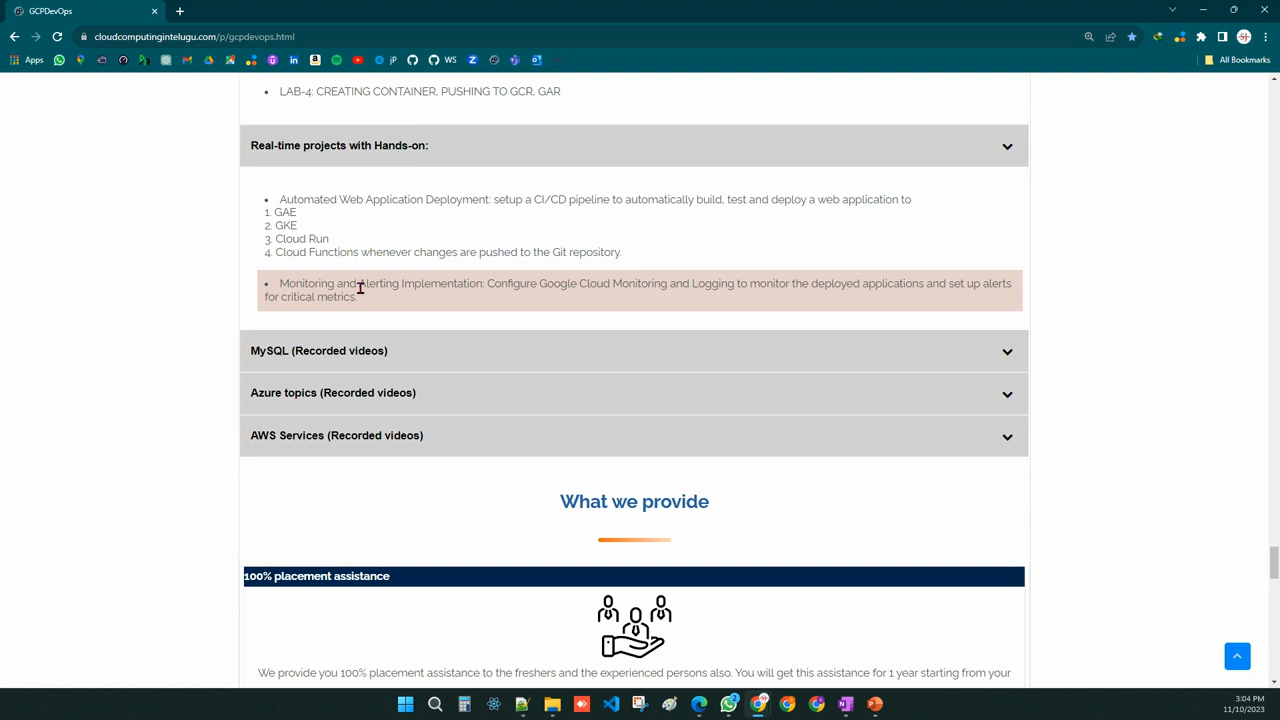 GCPDevOps
cloudcomputingintelugu.com/p/gcpdevops.html
Apps
jP
WS
All Bookmarks
• LAB-4: CREATING CONTAINER, PUSHING TO GCR, GAR
Real-time projects with Hands-on:
• Automated Web Application Deployment: setup a CI/CD pipeline to automatically build, test and deploy a web application to
1. GAE
2. GKE
3. Cloud Run
4. Cloud Functions whenever changes are pushed to the Git repository.
• Monitoring and Alerting Implementation: Configure Google Cloud Monitoring and Logging to monitor the deployed applications and set up alerts
for critical metrics.
MySQL (Recorded videos)
Azure topics (Recorded videos)
AWS Services (Recorded videos)
What we provide
100% placement assistance
We provide you 100% placement assistance to the freshers and the experienced persons also. You will get this assistance for 1 year starting from your
2
3:04 PM
11/10/2023